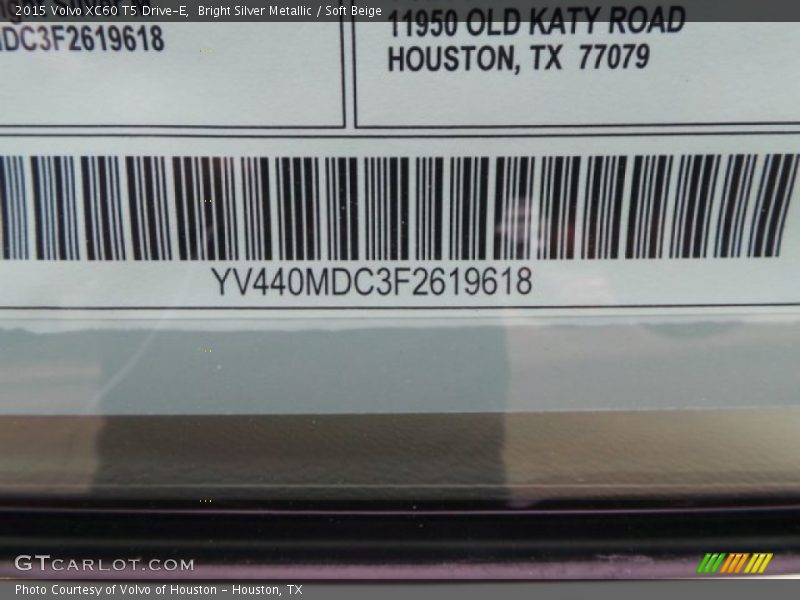 2015 Volvo XC60 T5 Drive-E, Bright Silver Metallic / Soft Beige
MDC3F2619618
11950 OLD KATY ROAD
HOUSTON, TX 77079
YV440MDC3F2619618
GTCARLOT.COM
Photo Courtesy of Volvo of Houston - Houston, TX